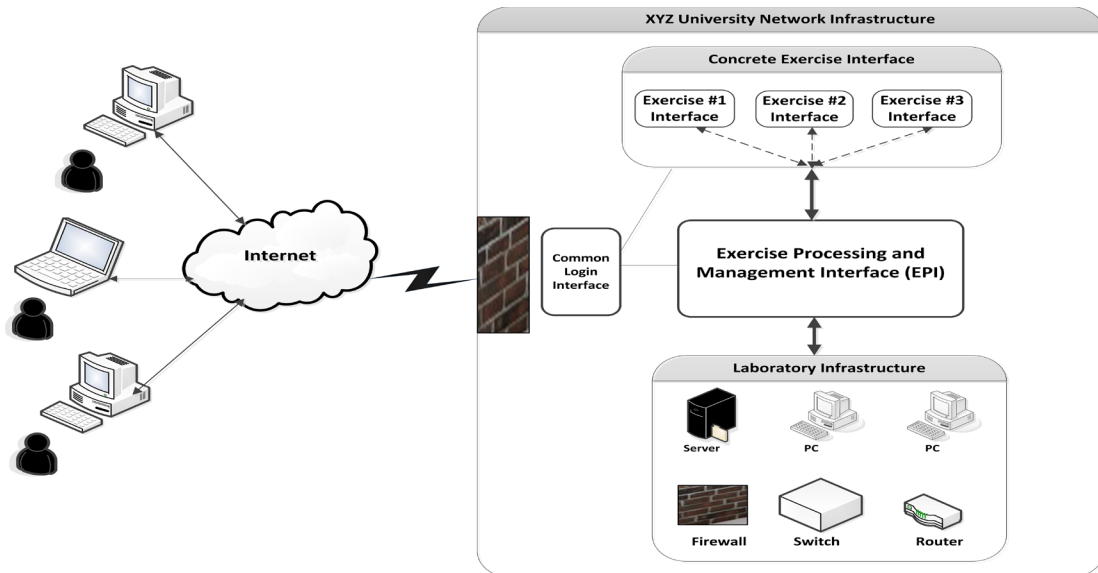 XYZ University Network Infrastructure
Concrete Exercise Interface
Exercise #1
Interface
Exercise #2
Interface
Exercise #3
Interface
Internet
Common
Login
Interface
Exercise Processing and
Management Interface (EPI)
Laboratory Infrastructure
Server
PC
PC
Firewall
Switch
Router